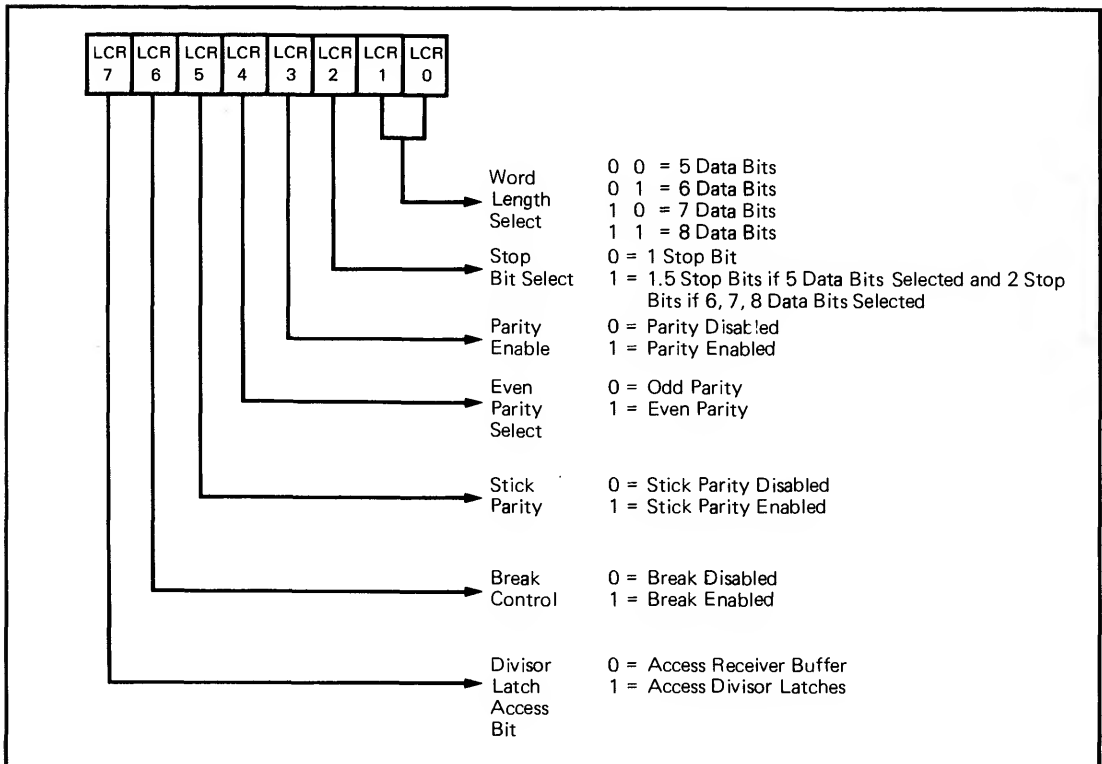 LCR 7 LCR 6 LCR 5 LCR 4 LCR 3 LCR 2 LCR 1 LCR 0
Word Length Select
0 0 = 5 Data Bits
0 1 = 6 Data Bits
1 0 = 7 Data Bits
1 1 = 8 Data Bits
Stop Bit Select
0 = 1 Stop Bit
1 = 1.5 Stop Bits if 5 Data Bits Selected and 2 Stop
Bits if 6, 7, 8 Data Bits Selected
Parity Enable
0 = Parity Disabled
1 = Parity Enabled
Even Parity Select
0 = Odd Parity
1 = Even Parity
Stick Parity
0 = Stick Parity Disabled
1 = Stick Parity Enabled
Break Control
0 = Break Disabled
1 = Break Enabled
Divisor Latch Access Bit
0 = Access Receiver Buffer
1 = Access Divisor Latches